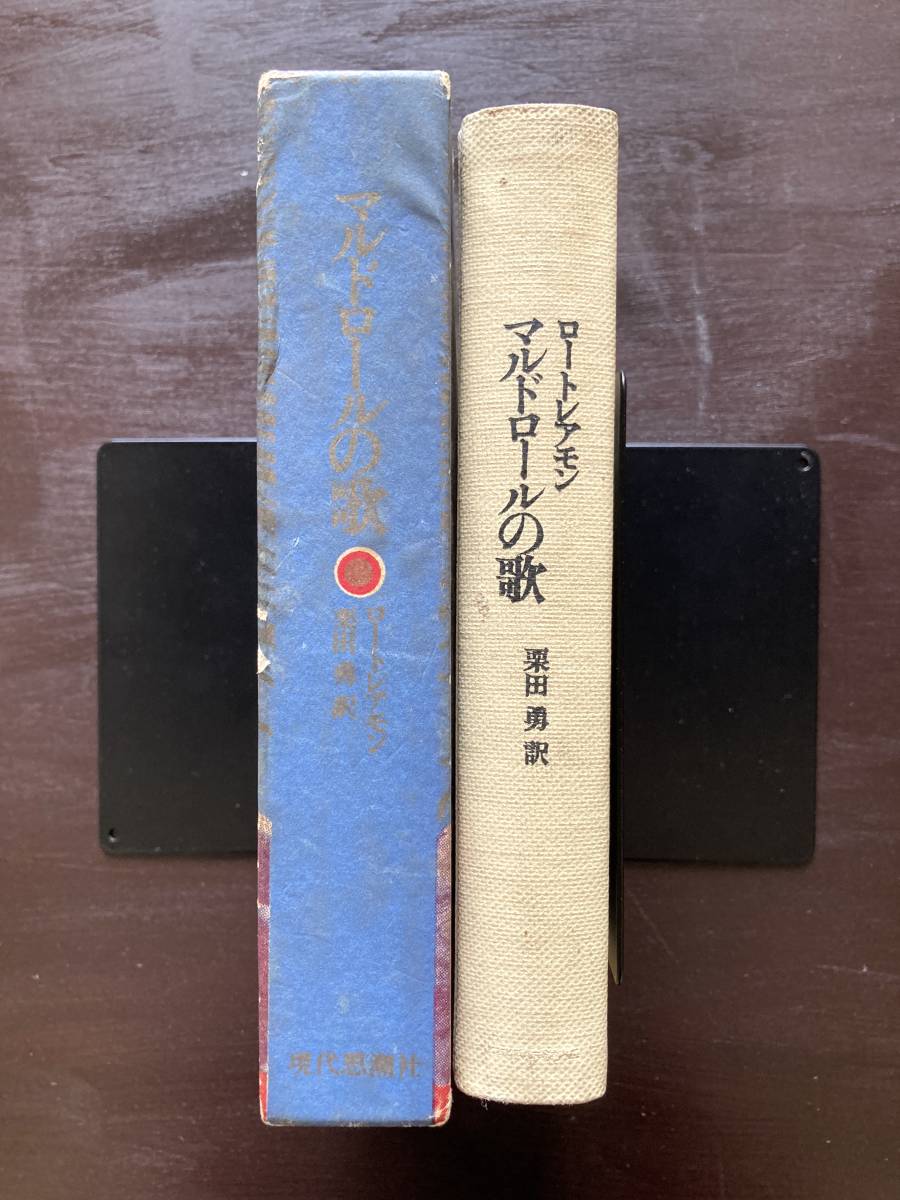 マルドロールの歌
ロートレアモン
栗田勇訳
現代思潮社
ロートレアモン
マルドロールの歌
栗田勇訳